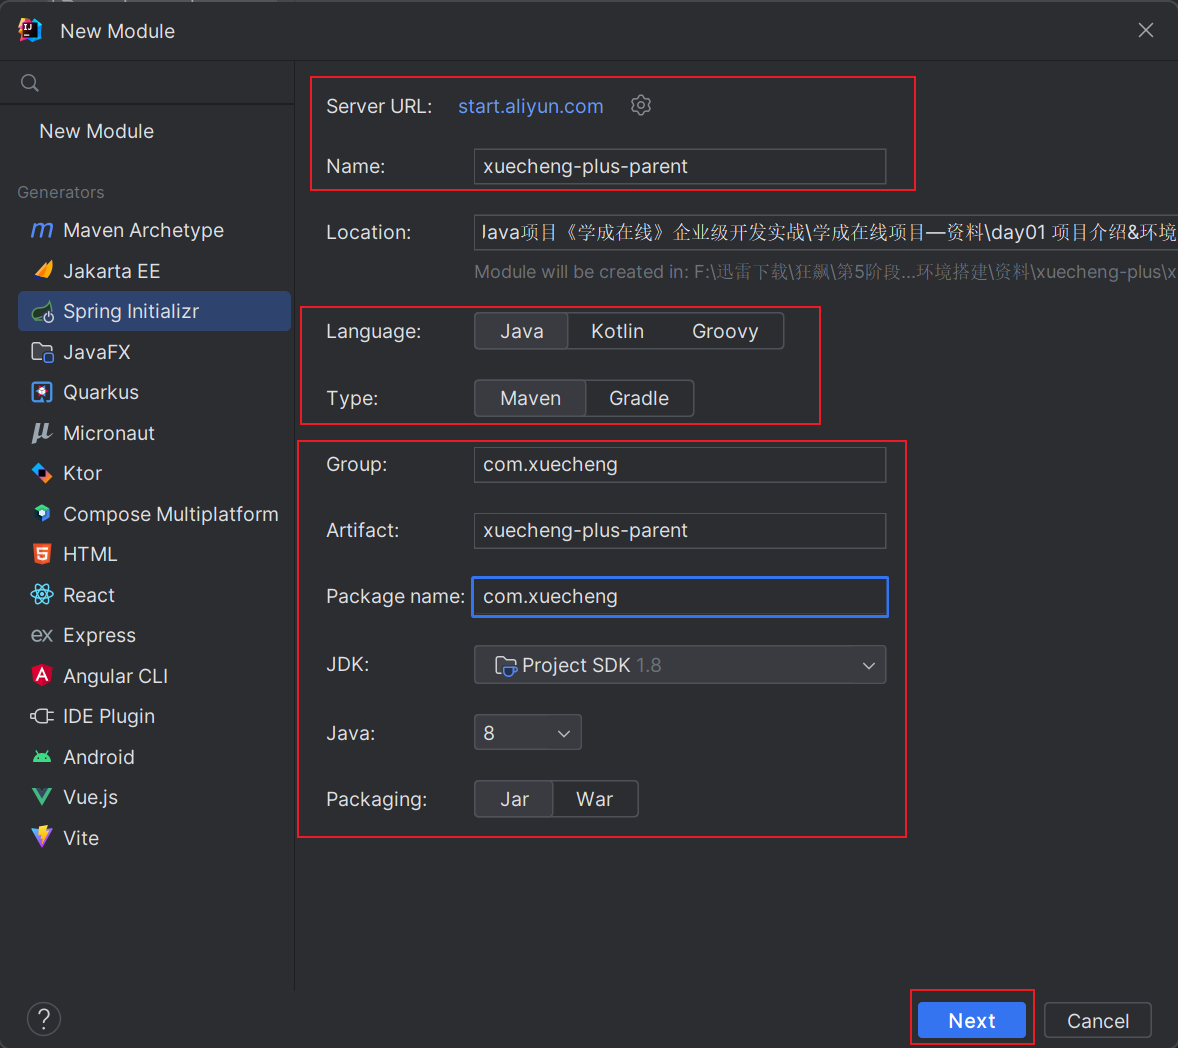 New Module
New Module
Generators
Maven Archetype
Jakarta EE
Spring Initializr
JavaFX
Quarkus
Micronaut
Ktor
Compose Multiplatform
HTML
React
Express
Angular CLI
IDE Plugin
Android
Vue.js
Vite
Server URL: start.aliyun.com
Name: xuecheng-plus-parent
Location: Java项目《学成在线》企业级开发实战\学成在线项目—资料\day01 项目介绍&环境
Module will be created in: F:\迅雷下载\狂飙\第5阶段...环境搭建\资料\xuecheng-plus\x
Language: Java Kotlin Groovy
Type: Maven Gradle
Group: com.xuecheng
Artifact: xuecheng-plus-parent
Package name: com.xuecheng
JDK: Project SDK 1.8
Java: 8
Packaging: Jar War
? Next Cancel